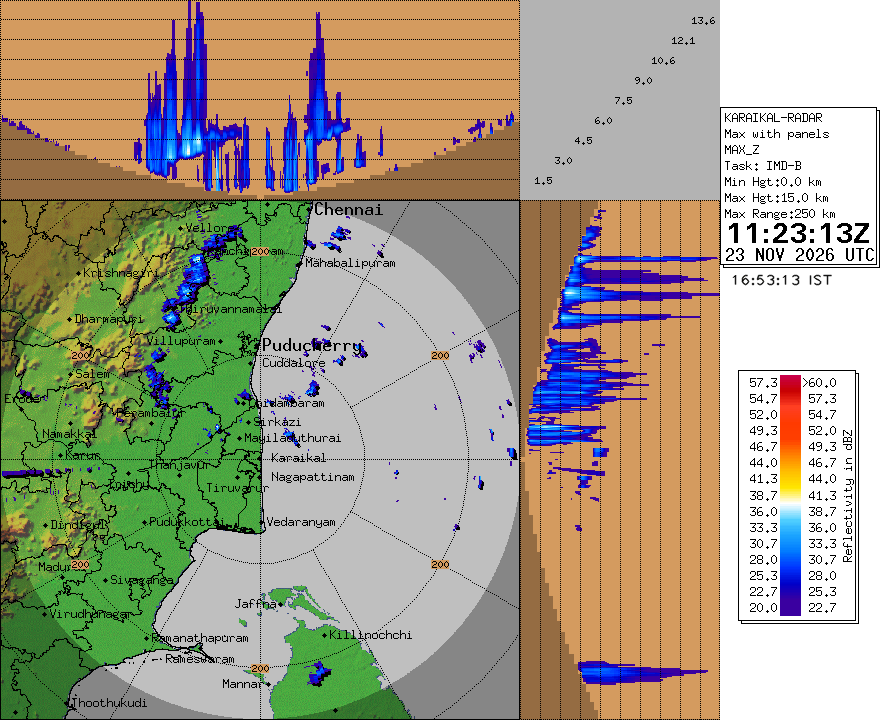 13.6
12.1
10.6
9.0
7.5
6.0
4.5
3.0
1.5
KARAIKAL-RADAR
Max with panels
MAX_Z
Task: IMD-B
Min Hgt:0.0 km
Max Hgt:15.0 km
Max Range:250 km
11:23:13Z
23 NOV 2026 UTC
16:53:13 IST
Chennai
Vellore
200
Mahabalipuram
Krishnagiri
Tiruvannamalai
Dharmapuri
Villupuram
Puducherry
200
200
Cuddalore
Salem
Erode
Chidambaram
Perambalur
Sirkazi
Namakkal
Mayiladuthurai
Karur
Karaikal
Thanjavur
Nagapattinam
Tiruvarur
Dindigul
Pudukkottai
Vedaranyam
200
200
Madurai
Sivaganga
Jaffna
Virudhunagar
Killinochchi
Ramanathapuram
Rameswaram
200
Mannar
Thoothukudi
57.3 >60.0
54.7 57.3
52.0 54.7
49.3 52.0
46.7 49.3
44.0 46.7
41.3 44.0
38.7 41.3
36.0 38.7
33.3 36.0
30.7 33.3
28.0 30.7
25.3 28.0
22.7 25.3
20.0 22.7
Reflectivity in dBZ